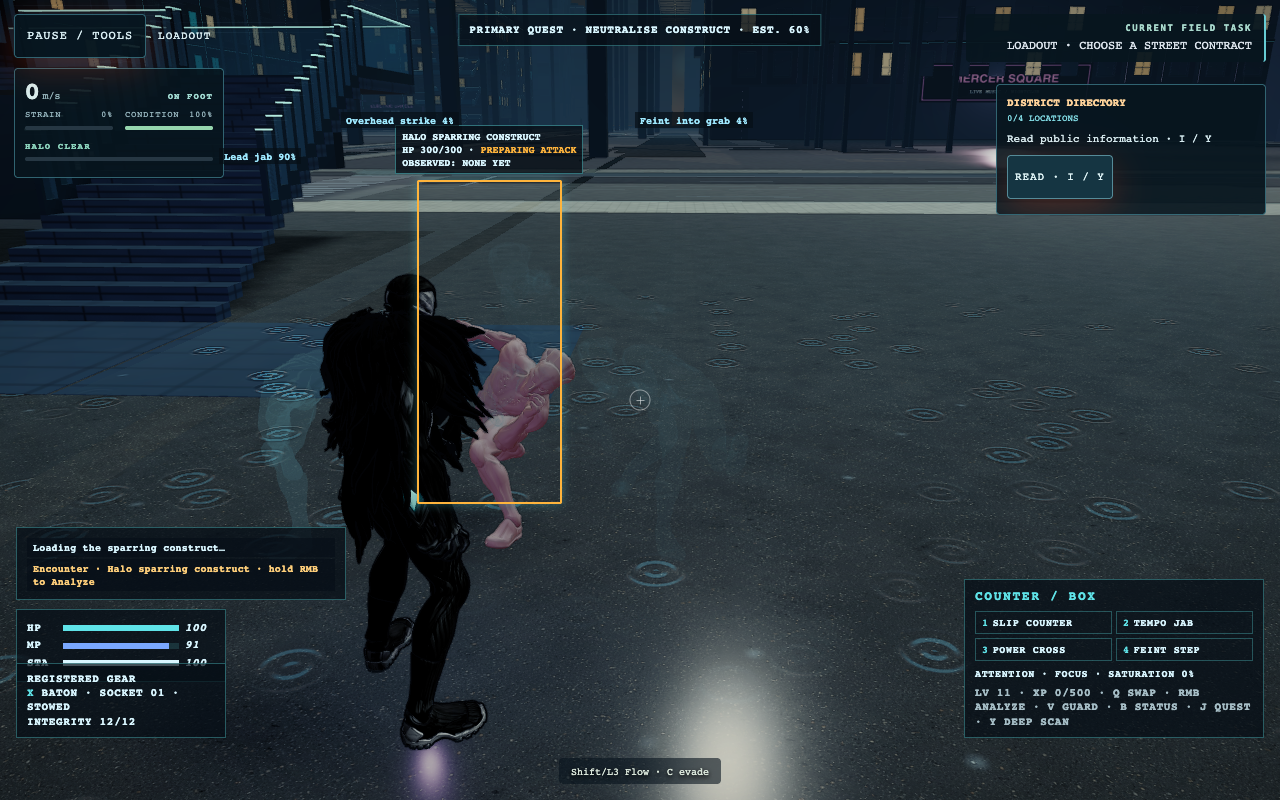 PAUSE / TOOLS
LOADOUT
PRIMARY QUEST · NEUTRALISE CONSTRUCT · EST. 60%
CURRENT FIELD TASK
LOADOUT · CHOOSE A STREET CONTRACT
0 m/s
ON FOOT
STRAIN 0%
CONDITION 100%
HALO CLEAR
MERCER SQUARE
DISTRICT DIRECTORY
0/4 LOCATIONS
Read public information · I / Y
READ · I / Y
Overhead strike 4%
Feint into grab 4%
Lead jab 90%
HALO SPARRING CONSTRUCT
HP 300/300 · PREPARING ATTACK
OBSERVED: NONE YET
Loading the sparring construct…
Encounter · Halo sparring construct · hold RMB
to Analyze
HP 100
MP 91
STA 100
REGISTERED GEAR
X BATON · SOCKET 01 ·
STOWED
INTEGRITY 12/12
COUNTER / BOX
1 SLIP COUNTER
2 TEMPO JAB
3 POWER CROSS
4 FEINT STEP
ATTENTION · FOCUS · SATURATION 0%
LV 11 · XP 0/500 · Q SWAP · RMB
ANALYZE · V GUARD · B STATUS · J QUEST
· Y DEEP SCAN
Shift/L3 Flow · C evade